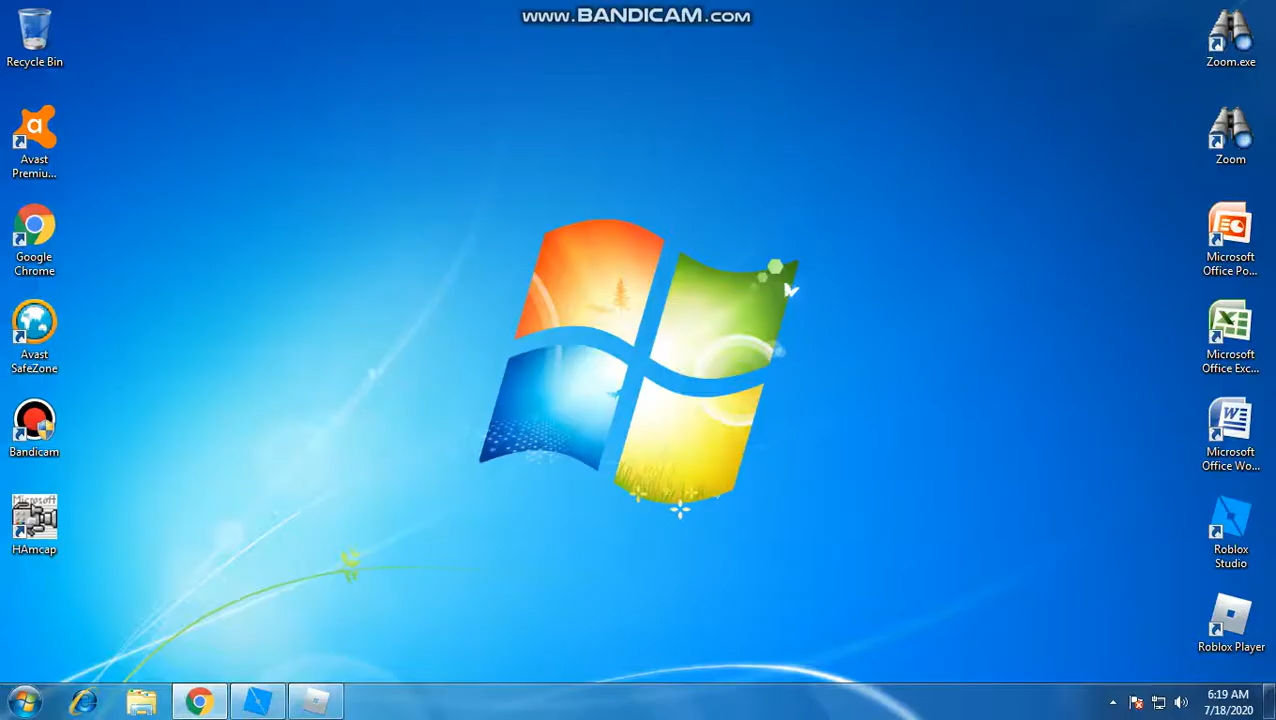 www.BANDICAM.com
Recycle Bin
Avast
Premiu...
Google
Chrome
Avast
SafeZone
Bandicam
Microsoft
HAmcap
Zoom.exe
Zoom
Microsoft
Office Po...
Microsoft
Office Exc...
Microsoft
Office Wo...
Roblox
Studio
Roblox Player
6:19 AM
7/18/2020